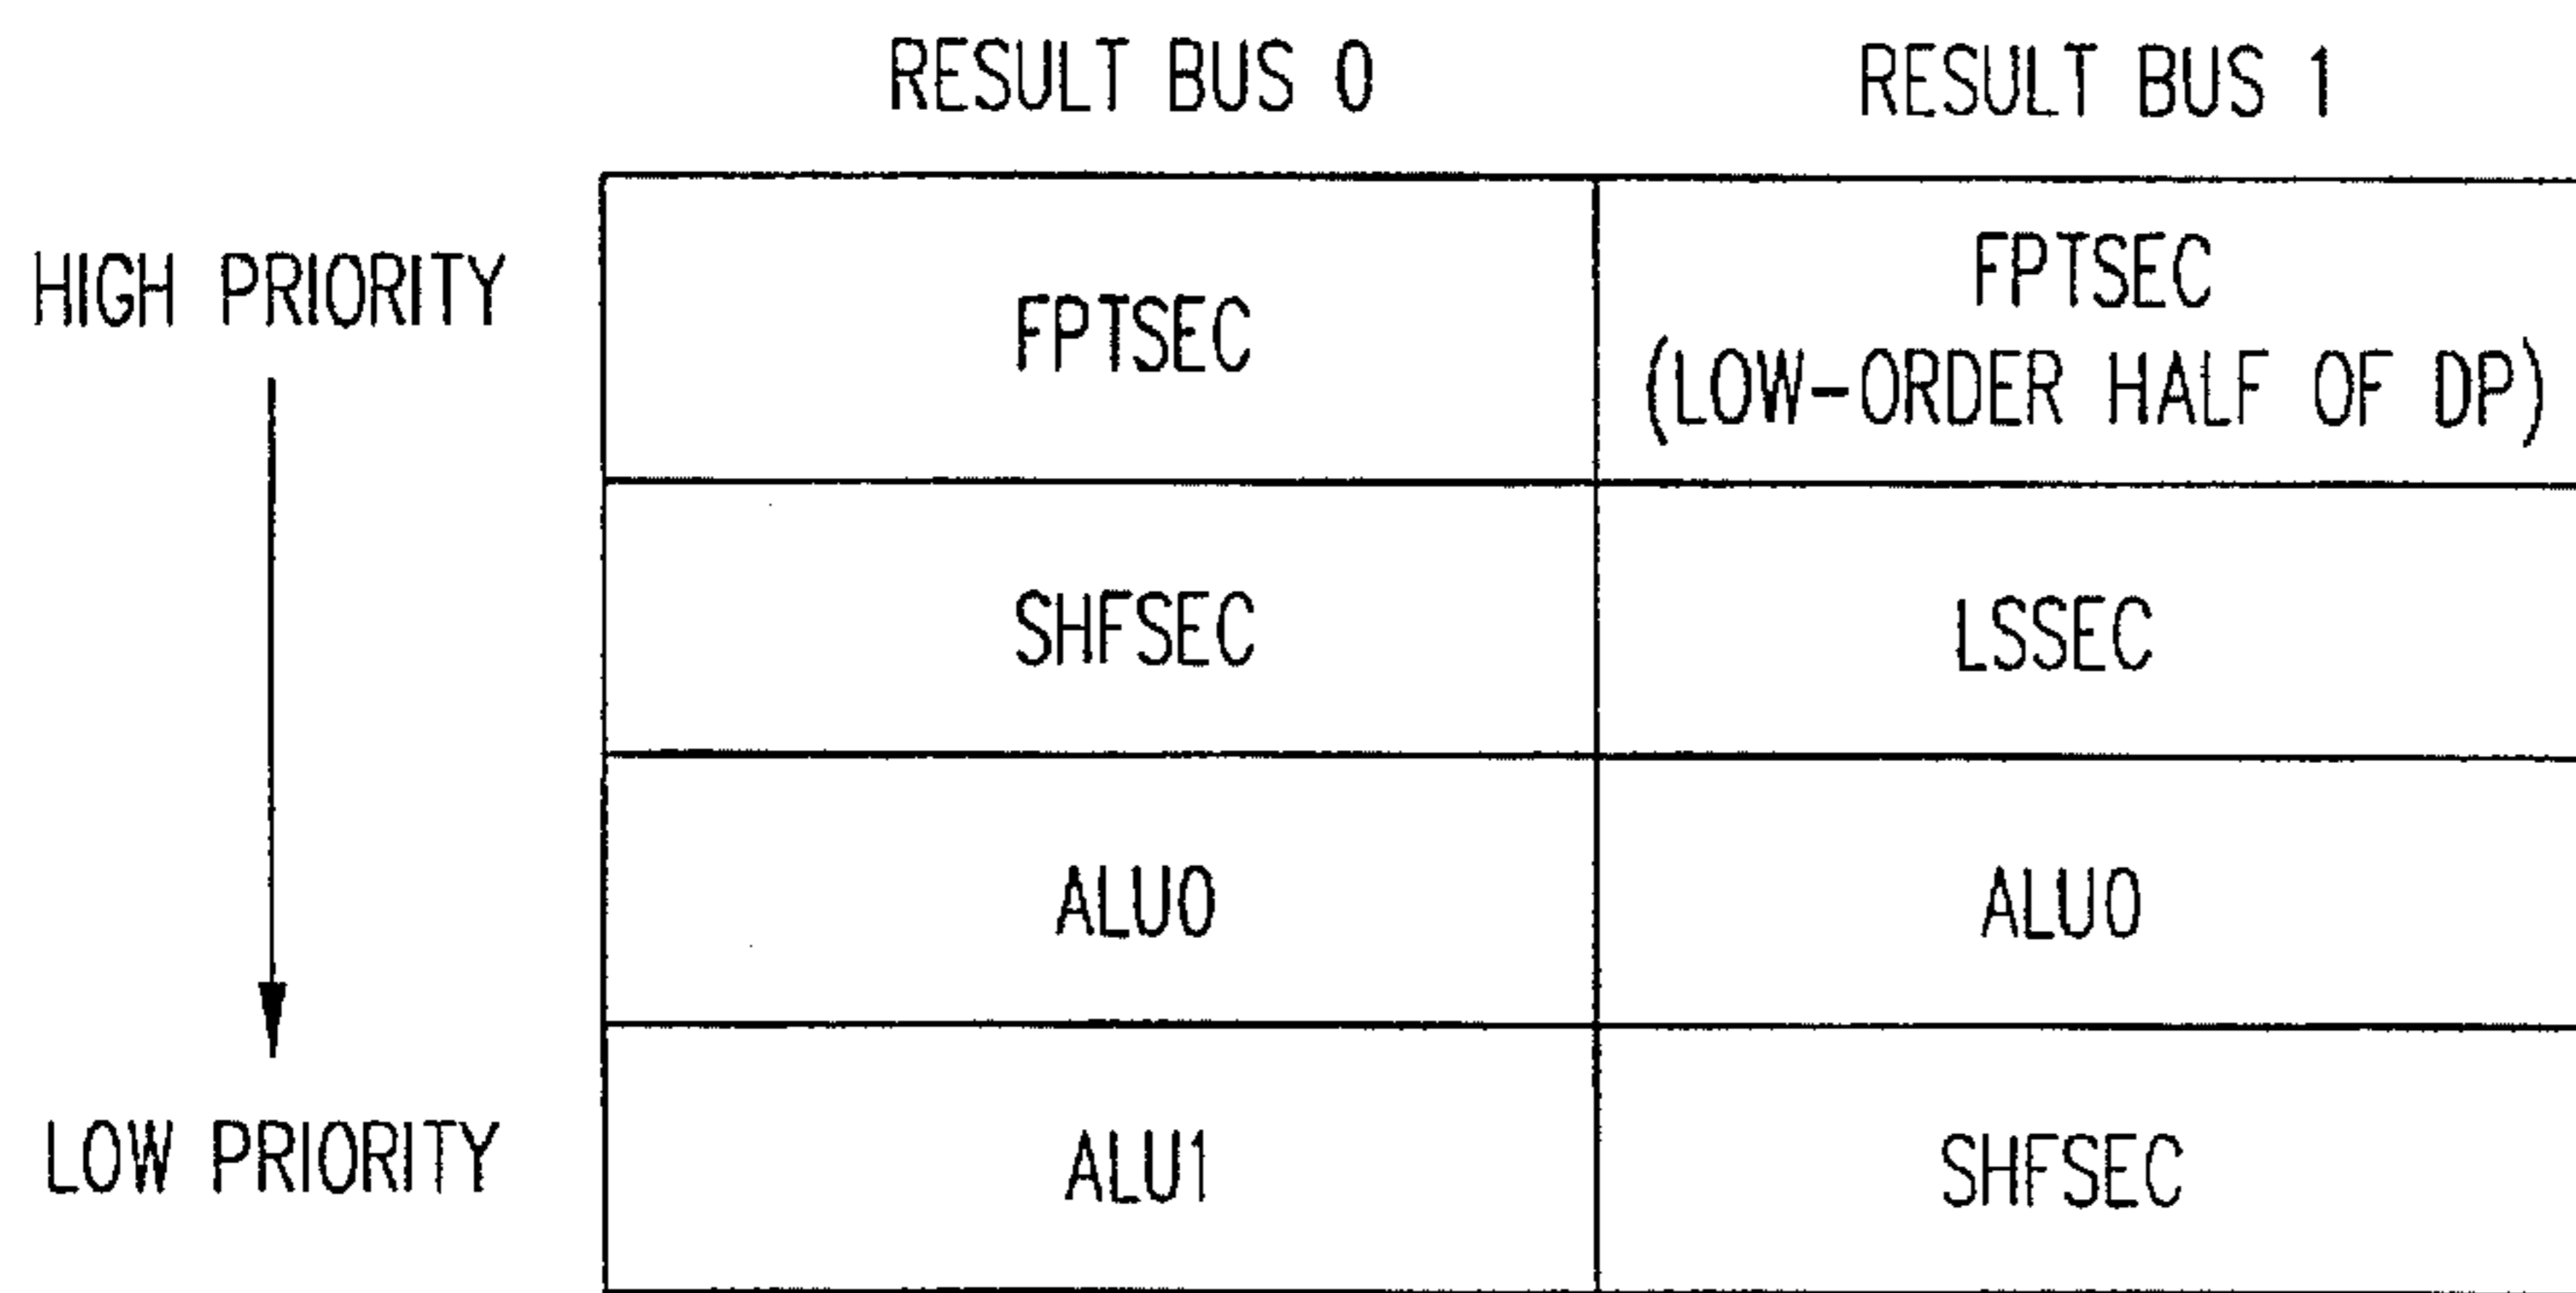 RESULT BUS 0
RESULT BUS 1
HIGH PRIORITY
FPTSEC
FPTSEC
(LOW-ORDER HALF OF DP)
SHFSEC
LSSEC
ALU0
ALU0
LOW PRIORITY
ALU1
SHFSEC